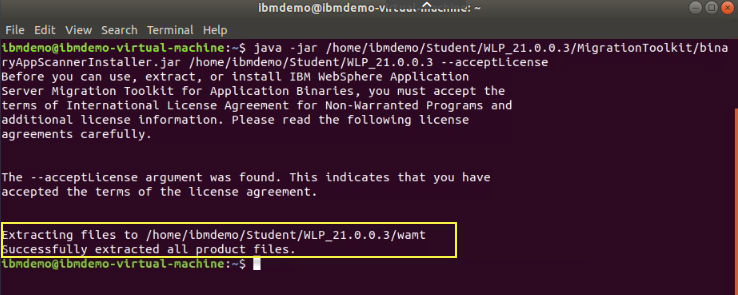 ibmdemo@ibmdemo-virtual-machine: ~
File Edit View Search Terminal Help
ibmdemo@ibmdemo-virtual-machine:~$ java -jar /home/ibmdemo/Student/WLP_21.0.0.3/MigrationToolkit/bina
ryAppScannerInstaller.jar /home/ibmdemo/Student/WLP_21.0.0.3 --acceptLicense
Before you can use, extract, or install IBM WebSphere Application
Server Migration Toolkit for Application Binaries, you must accept the
terms of International License Agreement for Non-Warranted Programs and
additional license information. Please read the following license
agreements carefully.
The --acceptLicense argument was found. This indicates that you have
accepted the terms of the license agreement.
Extracting files to /home/ibmdemo/Student/WLP_21.0.0.3/wamt
Successfully extracted all product files.
ibmdemo@ibmdemo-virtual-machine:~$